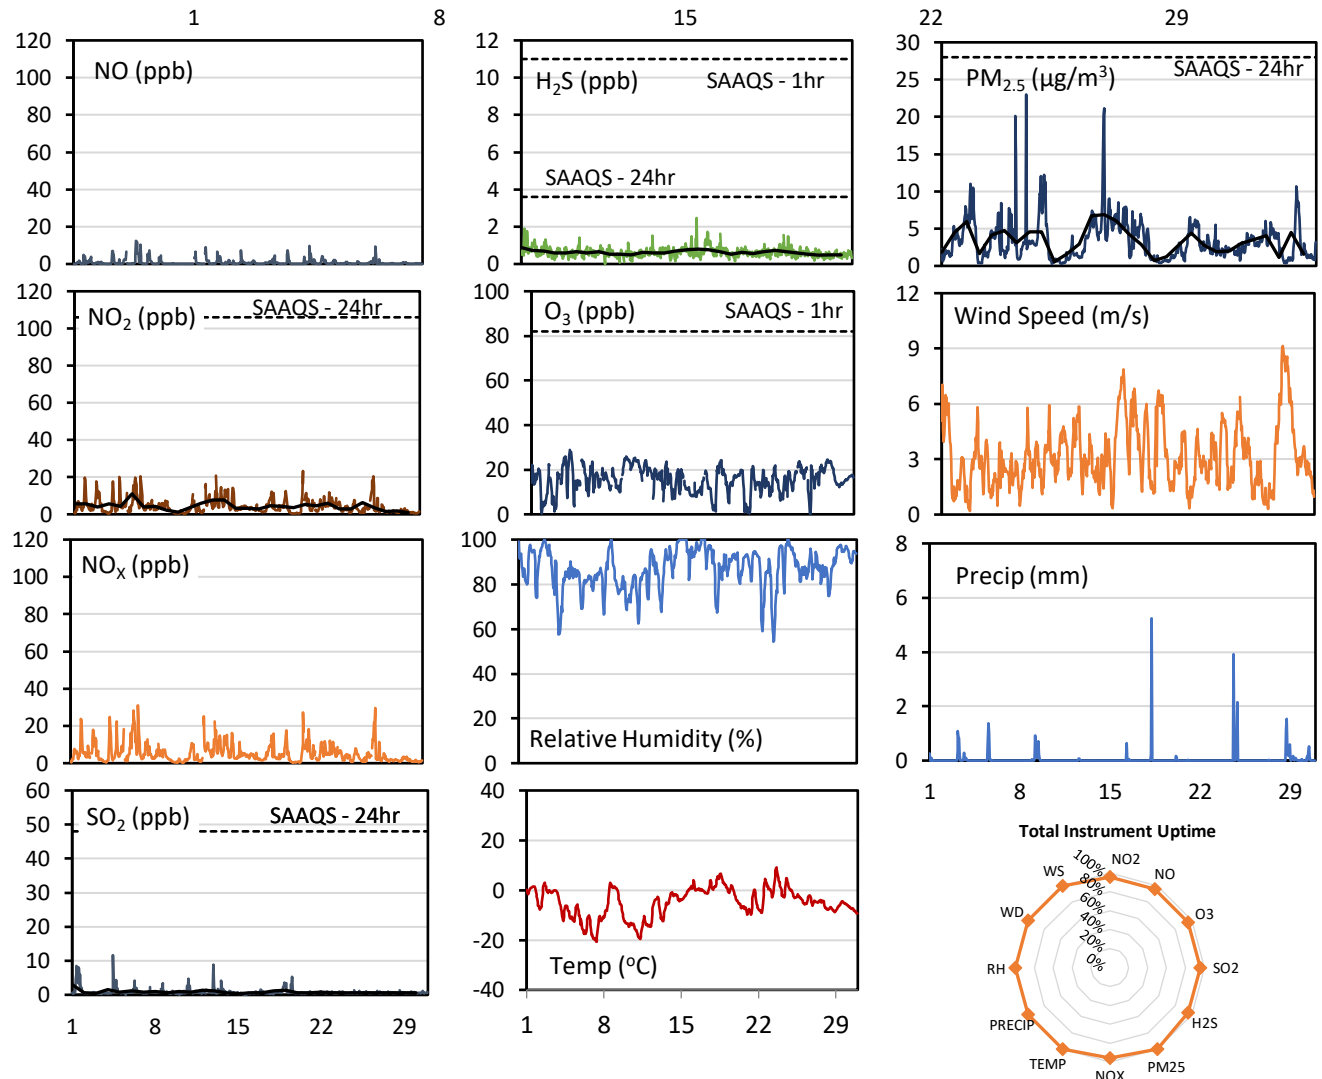 1 8 15 22 29
120
100
80
60
40
20
0
NO (ppb)
12
10
8
6
4
2
0
H₂S (ppb)
SAAQS - 1hr
SAAQS - 24hr
30
25
20
15
10
5
0
PM₂.₅ (µg/m³)
SAAQS - 24hr
120
100
80
60
40
20
0
NO₂ (ppb)
SAAQS - 24hr
100
80
60
40
20
0
O₃ (ppb)
SAAQS - 1hr
12
9
6
3
0
Wind Speed (m/s)
120
100
80
60
40
20
0
NOₓ (ppb)
100
80
60
40
20
0
Relative Humidity (%)
8
6
4
2
0
Precip (mm)
1 8 15 22 29
60
50
40
30
20
10
0
SO₂ (ppb)
SAAQS - 24hr
1 8 15 22 29
40
20
0
-20
-40
Temp (°C)
1 8 15 22 29
Total Instrument Uptime
100%
80%
60%
40%
20%
0%
NO2
NO
O3
SO2
H2S
PM25
NOX
TEMP
PRECIP
RH
WD
WS